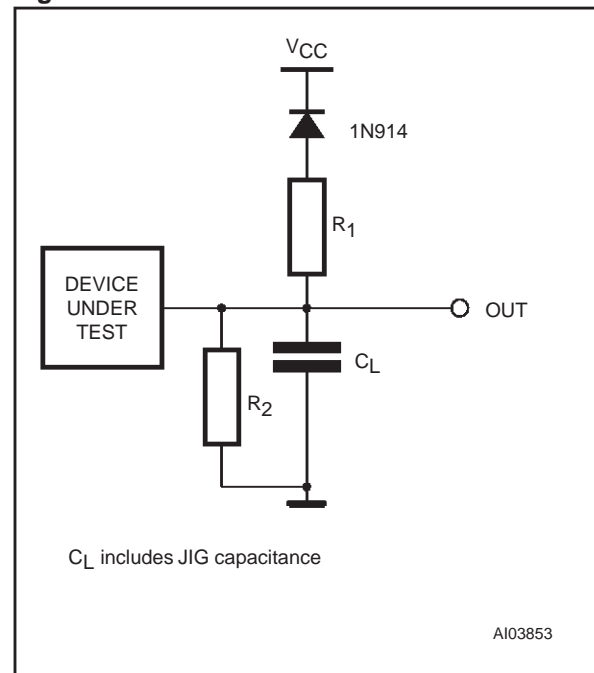 VCC
1N914
R1
DEVICE
UNDER
TEST
OUT
CL
R2
CL includes JIG capacitance
AI03853